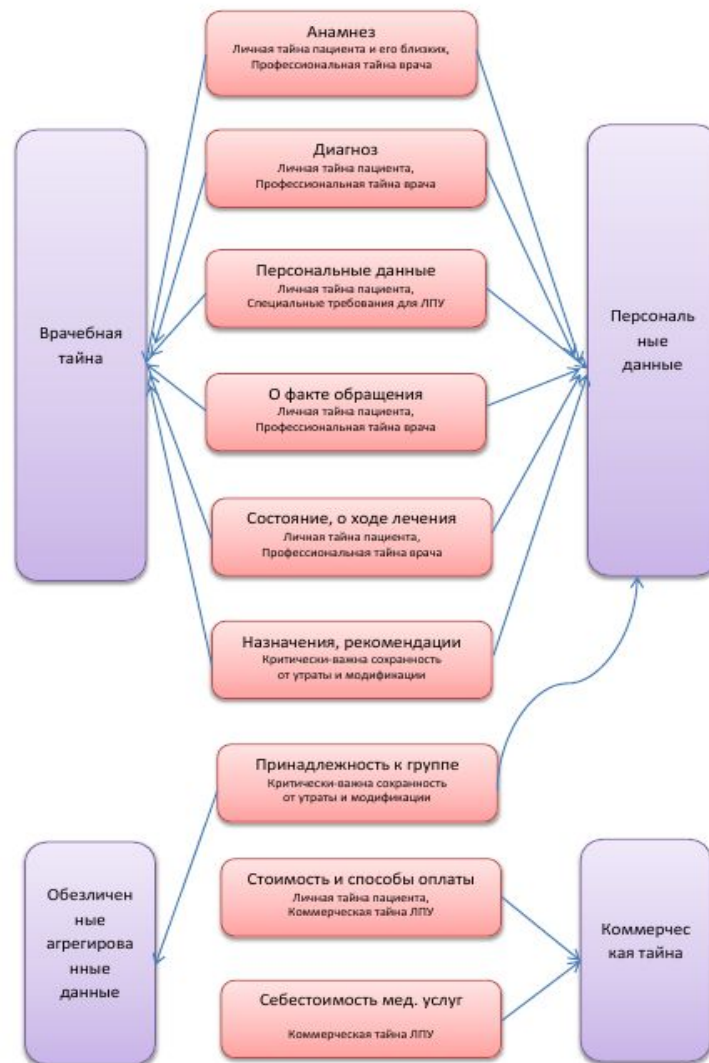 Анамнез
Личная тайна пациента и его близких,
Профессиональная тайна врача
Диагноз
Личная тайна пациента,
Профессиональная тайна врача
Персональные данные
Личная тайна пациента,
Специальные требования для ЛПУ
Врачебная
тайна
Персональ
ные
данные
О факте обращения
Личная тайна пациента,
Профессиональная тайна врача
Состояние, о ходе лечения
Личная тайна пациента,
Профессиональная тайна врача
Назначения, рекомендации
Критически-важна сохранность
от утраты и модификации
Принадлежность к группе
Критически-важна сохранность
от утраты и модификации
Стоимость и способы оплаты
Личная тайна пациента,
Коммерческая тайна ЛПУ
Обезличен
ные
агрегирова
нные
данные
Коммерчес
кая тайна
Себестоимость мед. услуг
Коммерческая тайна ЛПУ